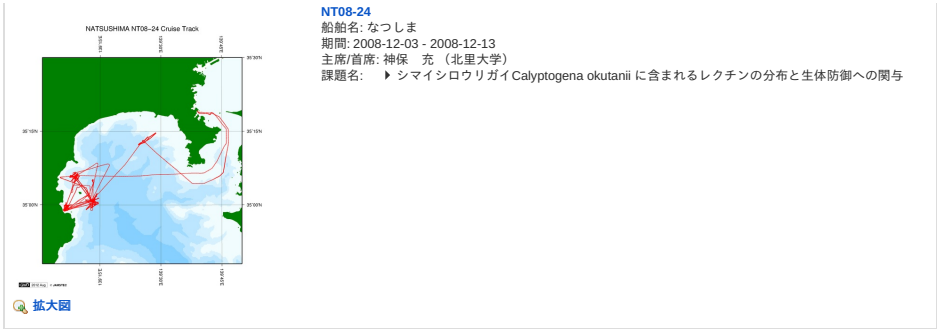 NATSUSHIMA NT08-24 Cruise Track
35°30'N
35°15'N
35°15'N
35°00'N
35°00'N
NT08-24
船舶名: なつしま
期間: 2008-12-03 - 2008-12-13
主席/首席: 神保 充 （北里大学）
課題名: シマイシロウリガイCalyptogena okutanii に含まれるレクチンの分布と生体防御への関与
拡大図